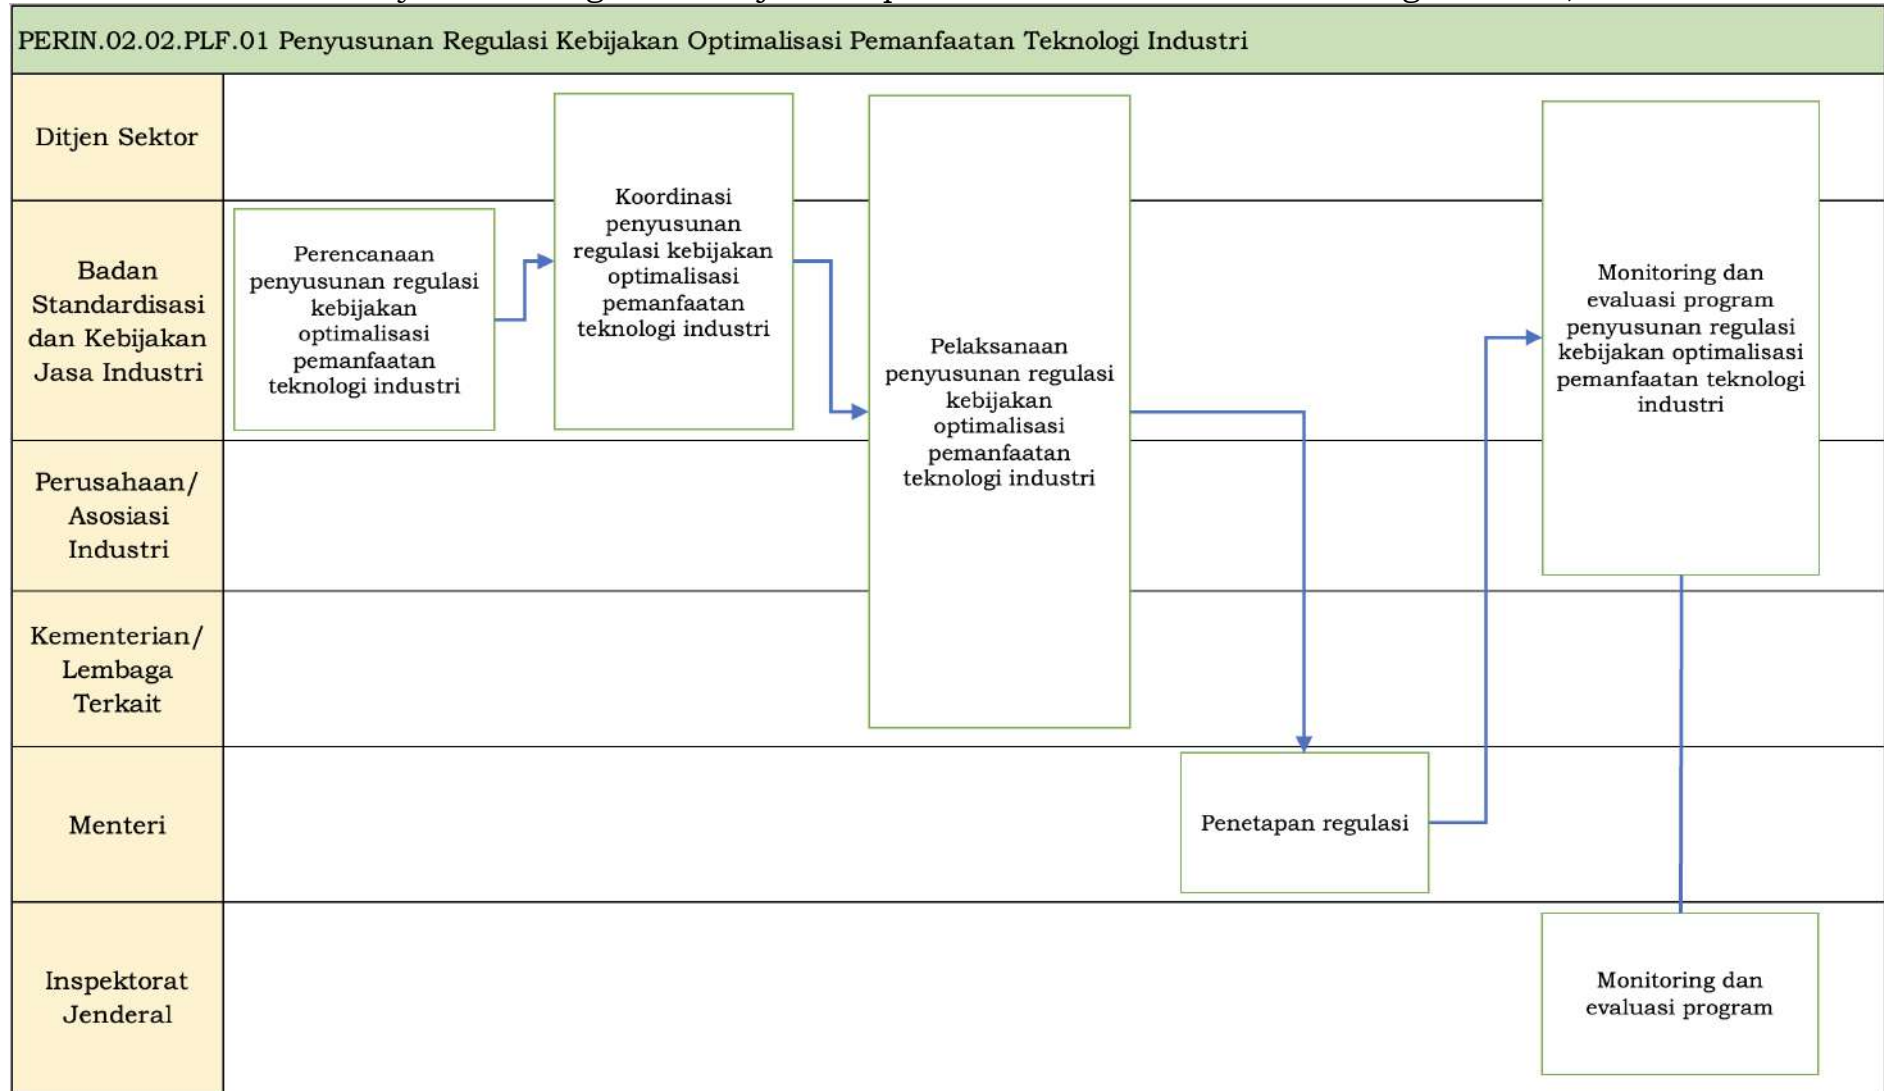 PERIN.02.02.PLF.01 Penyusunan Regulasi Kebijakan Optimalisasi Pemanfaatan Teknologi Industri
Ditjen Sektor
Badan
Standardisasi
dan Kebijakan
Jasa Industri
Perusahaan/
Asosiasi
Industri
Kementerian/
Lembaga
Terkait
Menteri
Inspektorat
Jenderal
Perencanaan
penyusunan regulasi
kebijakan
optimalisasi
pemanfaatan
teknologi industri
Koordinasi
penyusunan
regulasi kebijakan
optimalisasi
pemanfaatan
teknologi industri
Pelaksanaan
penyusunan regulasi
kebijakan
optimalisasi
pemanfaatan
teknologi industri
Penetapan regulasi
Monitoring dan
evaluasi program
penyusunan regulasi
kebijakan optimalisasi
pemanfaatan teknologi
industri
Monitoring dan
evaluasi program